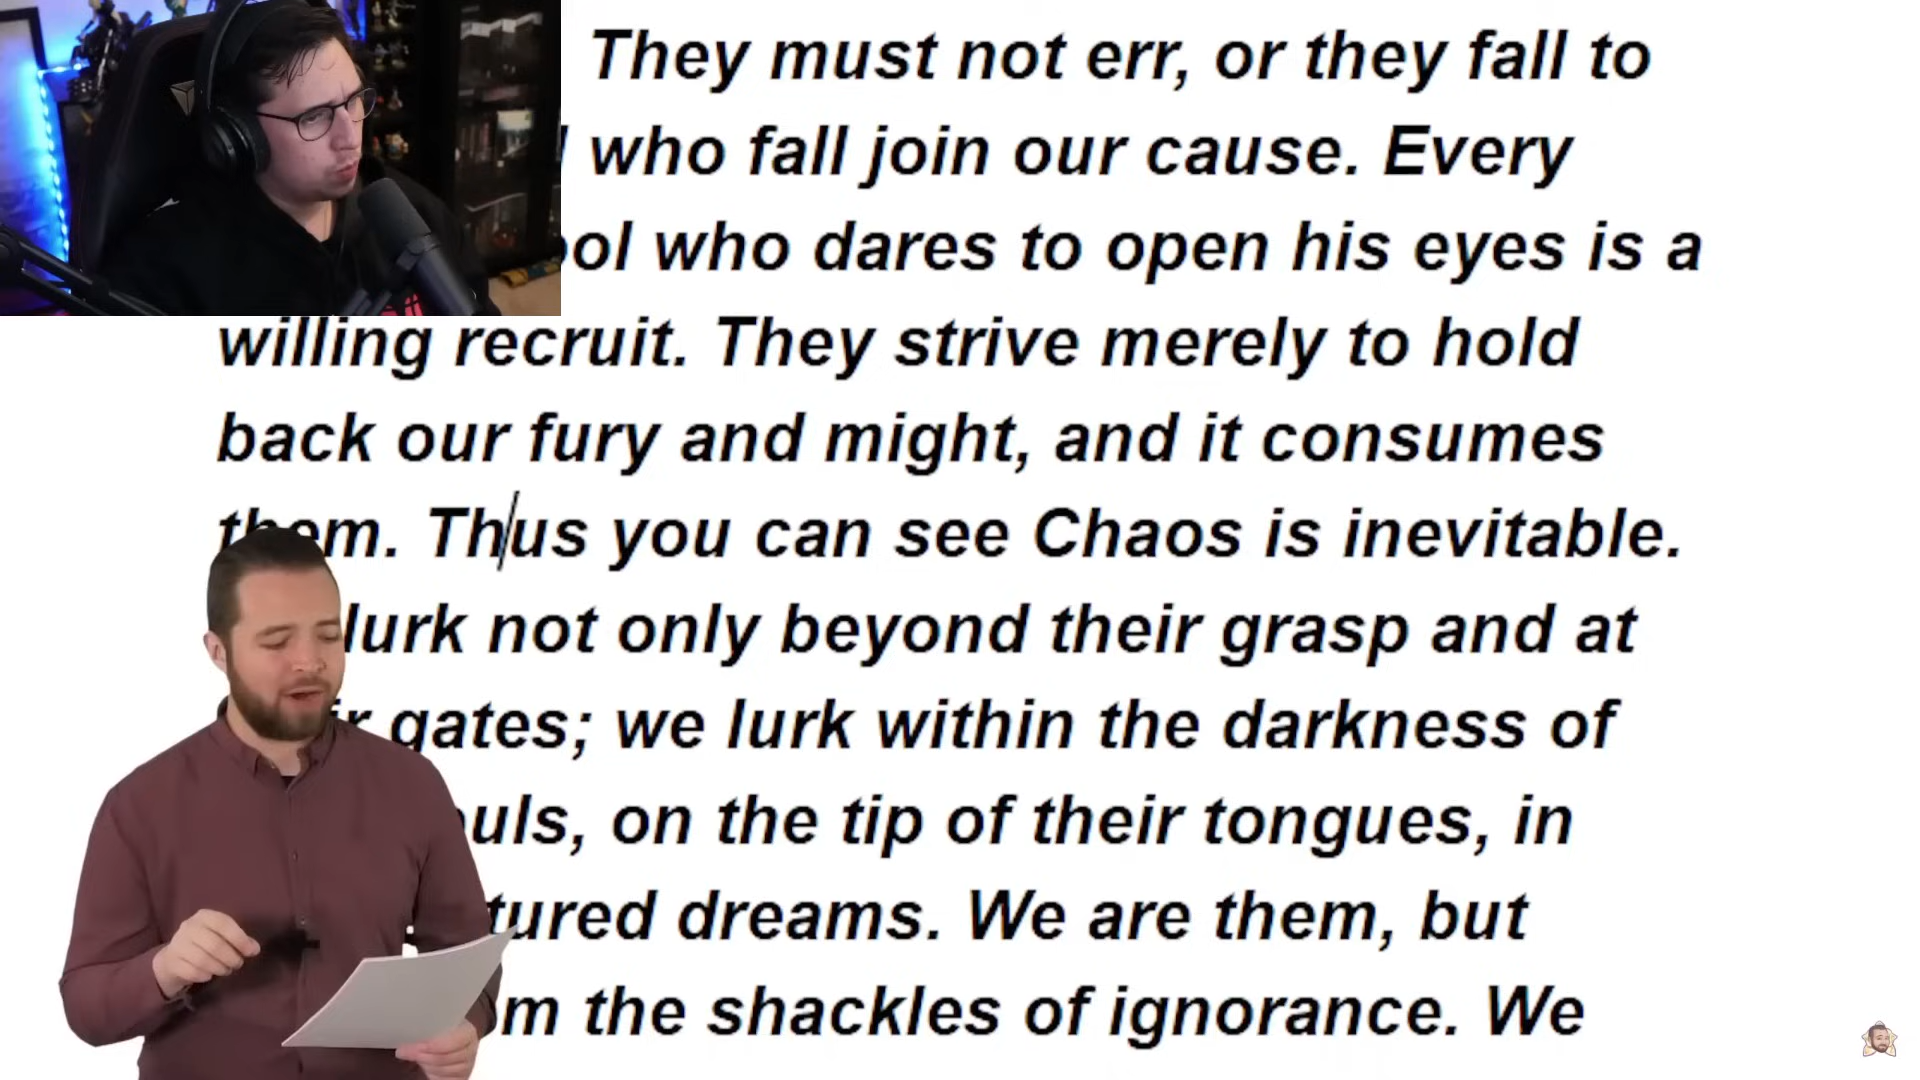 They must not err, or they fall to
who fall join our cause. Every
who dares to open his eyes is a
willing recruit. They strive merely to hold
back our fury and might, and it consumes
them. Thus you can see Chaos is inevitable.
lurk not only beyond their grasp and at
gates; we lurk within the darkness of
on the tip of their tongues, in
dreams. We are them, but
the shackles of ignorance. We